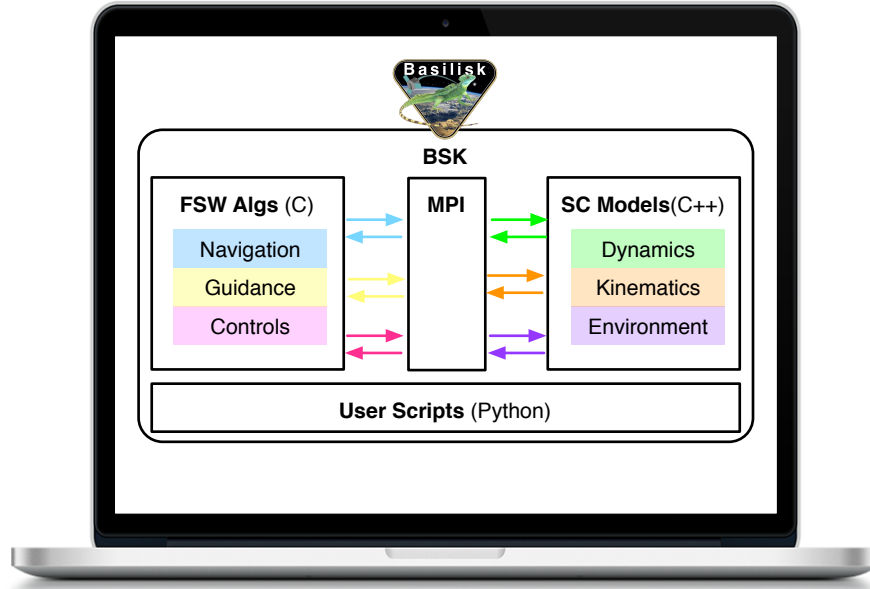 Basilisk
BSK
FSW Algs (C)
Navigation
Guidance
Controls
MPI
SC Models(C++)
Dynamics
Kinematics
Environment
User Scripts (Python)